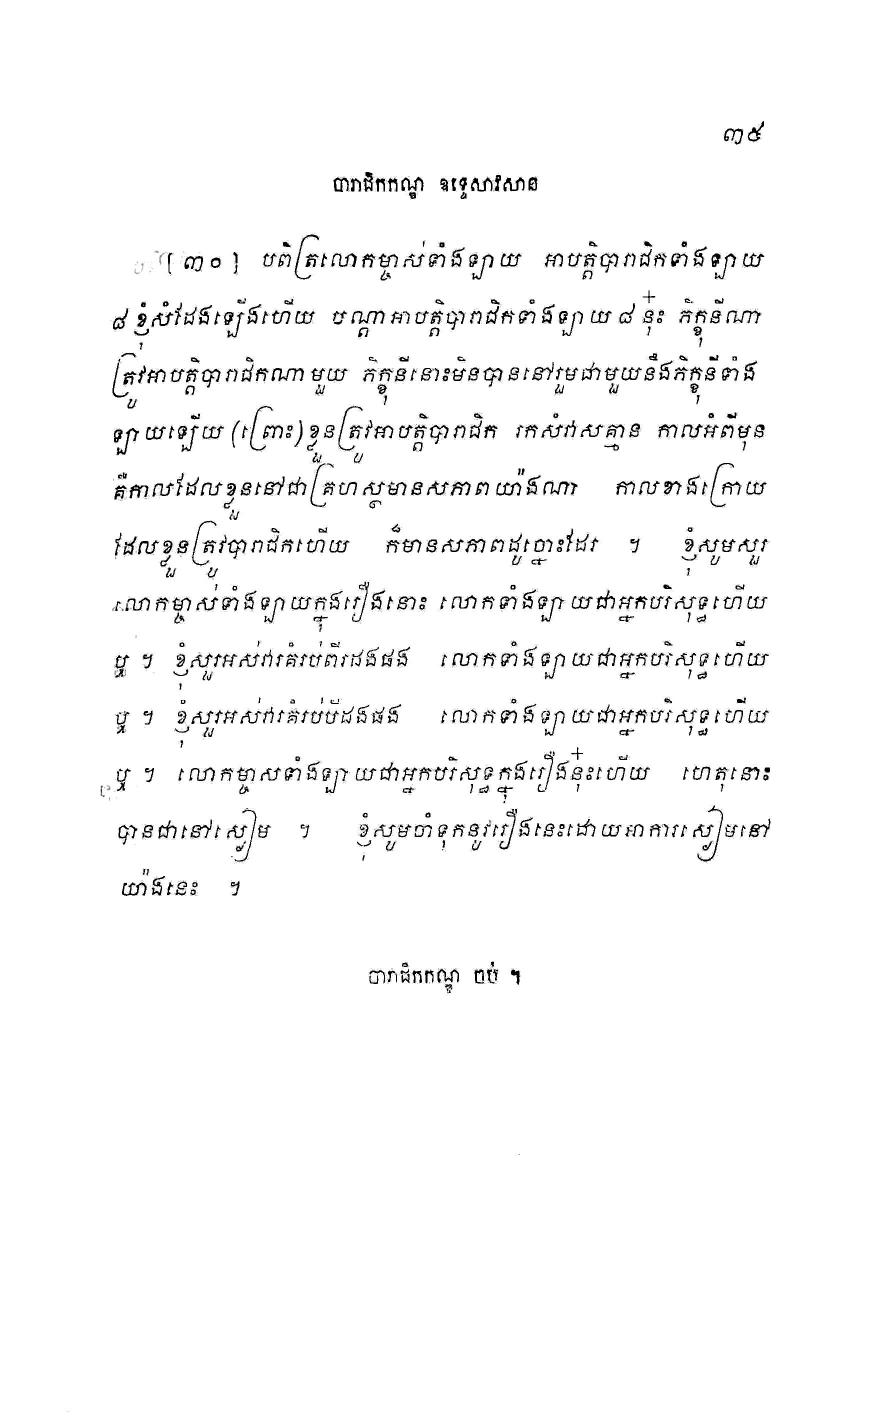 ៣៥
បារាជិកកណ្ឌ ឧទ្ទេសាវសាន
[៣០] បពិត្រលោកម្ចាស់ទាំងឡាយ អាបត្តិបារាជិកទាំងឡាយ
៨ ខ្ញុំសំដែងឡើងហើយ បណ្តាអាបត្តិបារាជិកទាំងឡាយ ៨ នុ៎ះ ភិក្ខុនីណា
ត្រូវអាបត្តិបារាជិកណាមួយ ភិក្ខុនីនោះមិនបាននៅរួមជាមួយនឹងភិក្ខុនីទាំង
ឡាយឡើយ (ព្រោះ) ខ្លួនត្រូវអាបត្តិបារាជិក រកសំវាសគ្មាន កាលអំពីមុន
គឺកាលដែលខ្លួននៅជាគ្រហស្ថមានសភាពយ៉ាងណា កាលខាងក្រោយ
ដែលខ្លួនត្រូវបារាជិកហើយ ក៏មានសភាពដូច្នោះដែរ ។ ខ្ញុំសូមសួរ
លោកម្ចាស់ទាំងឡាយក្នុងរឿងនោះ លោកទាំងឡាយជាអ្នកបរិសុទ្ធហើយ
ឬ ។ ខ្ញុំសួរអស់វារគំរប់ពីរដងផង លោកទាំងឡាយជាអ្នកបរិសុទ្ធហើយ
ឬ ។ ខ្ញុំសួរអស់វារគំរប់បីដងផង លោកទាំងឡាយជាអ្នកបរិសុទ្ធហើយ
ឬ ។ លោកម្ចាសទាំងឡាយជាអ្នកបរិសុទ្ធក្នុងរឿងនុ៎ះហើយ ហេតុនោះ
បានជានៅស្ងៀម ។ ខ្ញុំសូមចាំទុកនូវរឿងនេះដោយអាការស្ងៀមនៅ
យ៉ាងនេះ ។
បារាជិកកណ្ឌ ចប់ ។